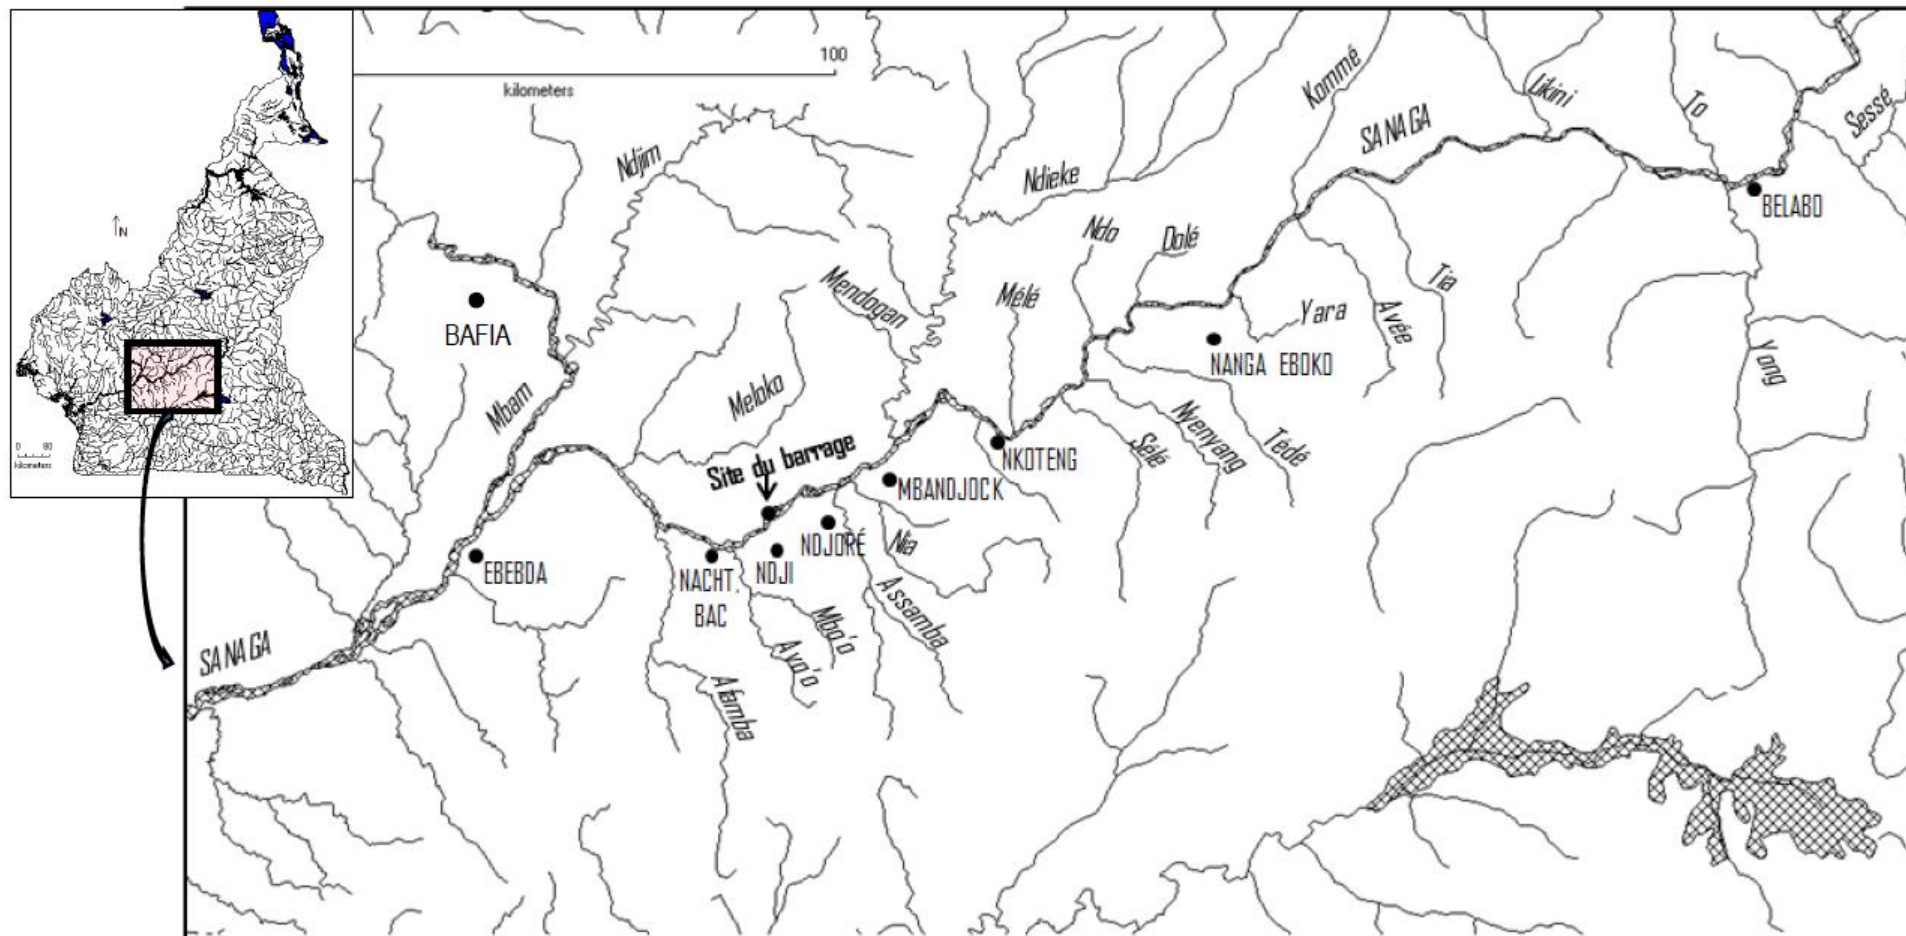 100
kilometers
N
0 80
kilometers
Kommé
SANAGA
Likini
To
Sessé
Ndjim
Ndieke
BELABO
Ndo
Dolé
Tia
Mendogan
Mélé
Yara
Avée
BAFIA
NANGA EBOKO
Yong
Mbam
Meloko
Nyenyang
Tédé
Sélé
Site du barrage
NKOTENG
MBANDJOCK
NDJORÉ
Nia
EBEBDA
NACHT.
BAC
NDJI
Assamba
Mbo'o
Avo'o
SANAGA
Afamba